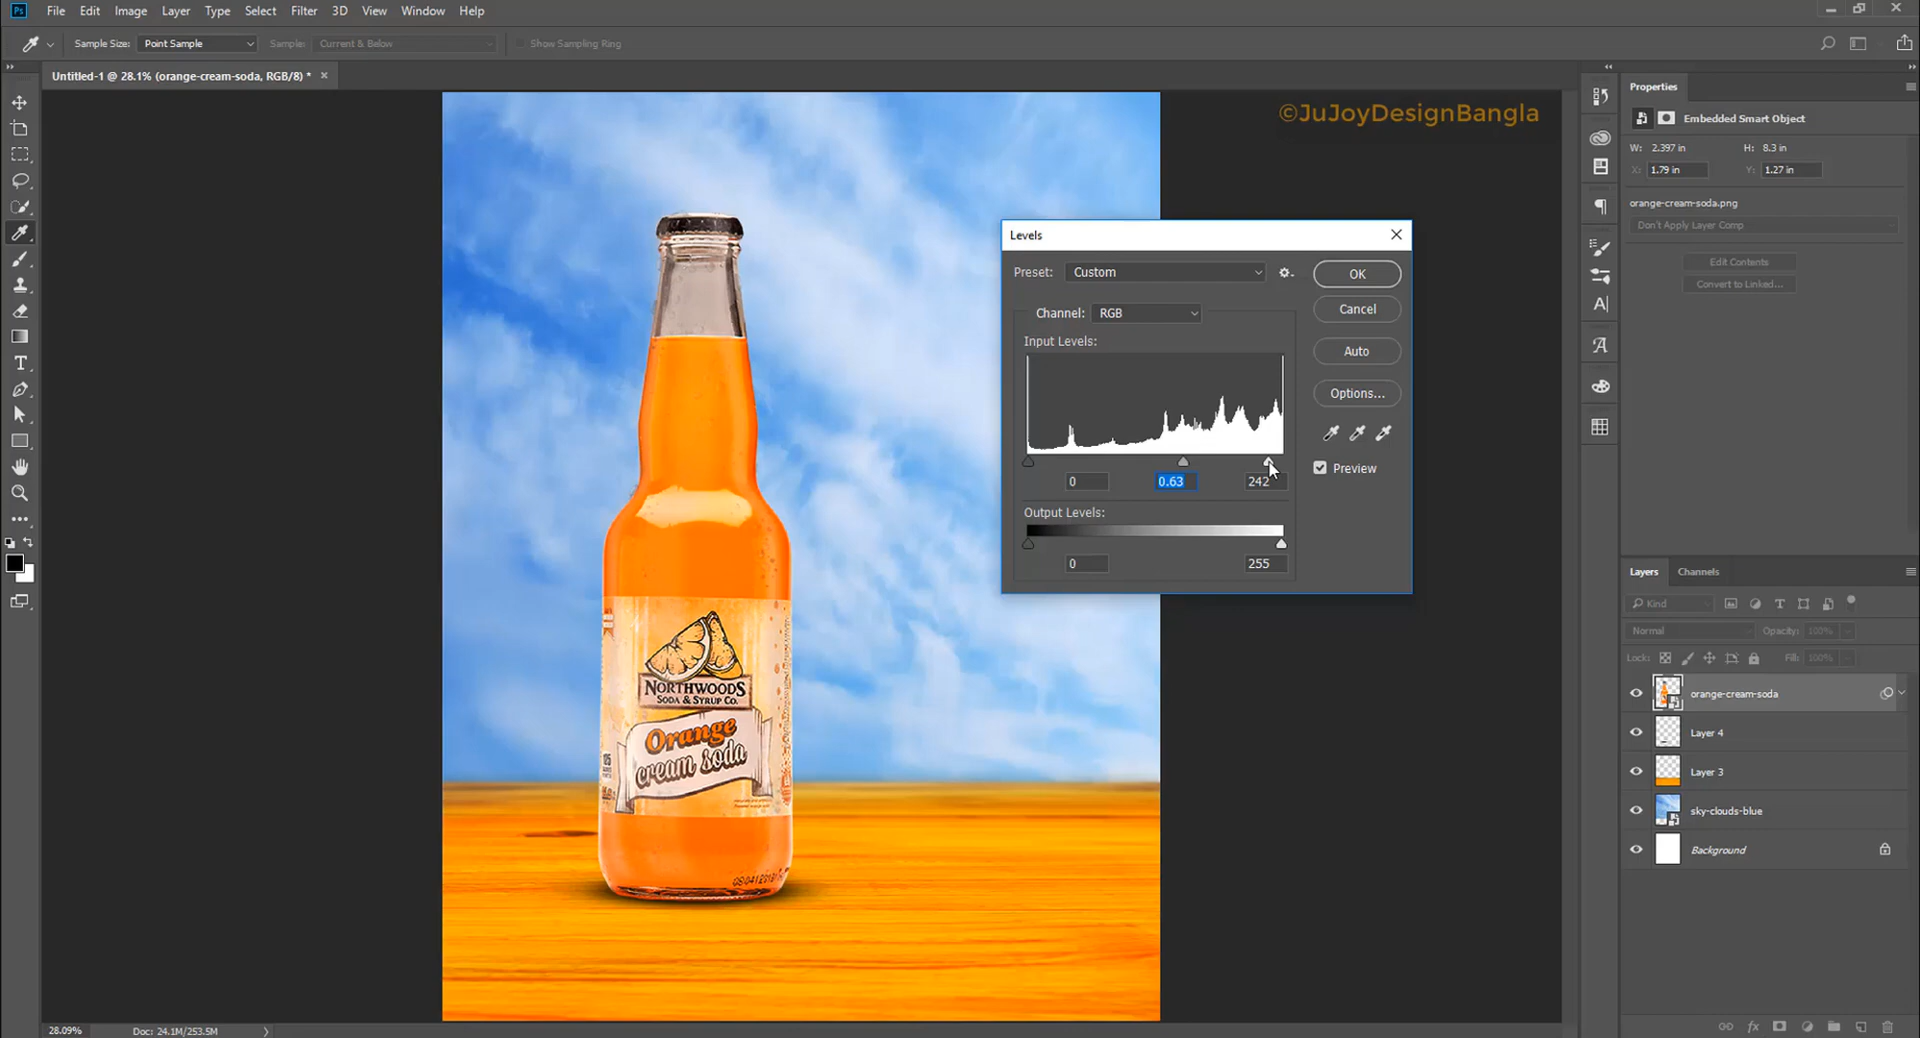 Ps File Edit Image Layer Type Select Filter 3D View Window Help
Sample Size: Point Sample Sample: Current & Below Show Sampling Ring
Untitled-1 @ 28.1% (orange-cream-soda, RGB/8) * ×
©JuJoyDesignBangla
Properties
Embedded Smart Object
W: 2.397 in H: 8.3 in
X: 1.79 in Y: 1.27 in
orange-cream-soda.png
Don't Apply Layer Comp
Edit Contents
Convert to Linked...
Levels
Preset: Custom
OK
Channel: RGB
Cancel
Input Levels:
Auto
Options...
Preview
0 0.63 242
Output Levels:
0 255
NORTHWOODS
SODA & SYRUP CO.
Orange
cream soda
Layers Channels
Kind
Normal Opacity: 100%
Lock: Fill: 100%
orange-cream-soda
Layer 4
Layer 3
sky-clouds-blue
Background
28.09% Doc: 24.1M/253.5M